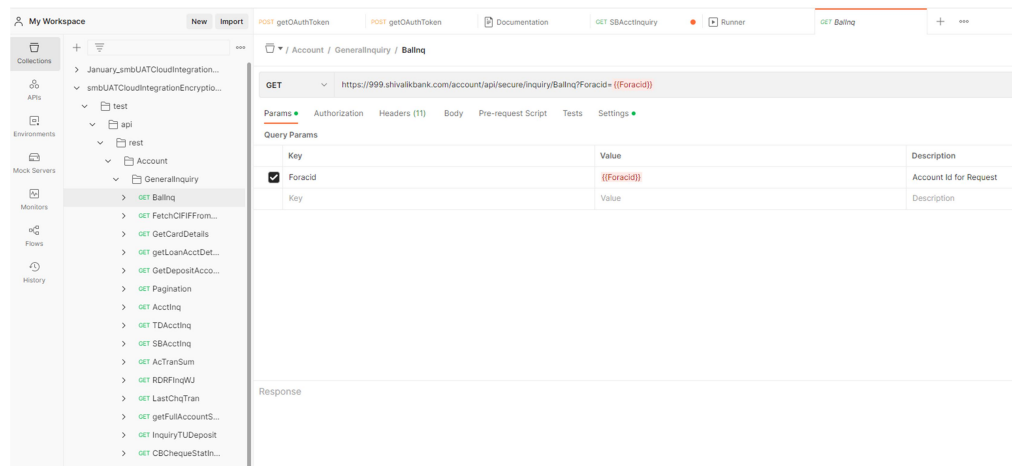 My Workspace
New
Import
POST getOAuthToken
POST getOAuthToken
Documentation
GET SBAcctInquiry
Runner
GET BalInq
Collections
APIs
Environments
Mock Servers
Monitors
Flows
History
January_smbUATCloudIntegration...
smbUATCloudIntegrationEncryptio...
test
api
rest
Account
GeneralInquiry
GET BalInq
GET FetchCIFIFFrom...
GET GetCardDetails
GET getLoanAcctDet...
GET GetDepositAcco...
GET Pagination
GET AcctInq
GET TDAcctInq
GET SBAcctInq
GET AcTranSum
GET RDRFInqWJ
GET LastChqTran
GET getFullAccountS...
GET InquiryTUDeposit
GET CBChequeStatIn...
/ Account / GeneralInquiry / BalInq
GET
https://999.shivalikbank.com/account/api/secure/inquiry/BalInq?Foracid={{Foracid}}
Params
Authorization
Headers (11)
Body
Pre-request Script
Tests
Settings
Query Params
Key
Value
Description
Foracid
{{Foracid}}
Account Id for Request
Key
Value
Description
Response